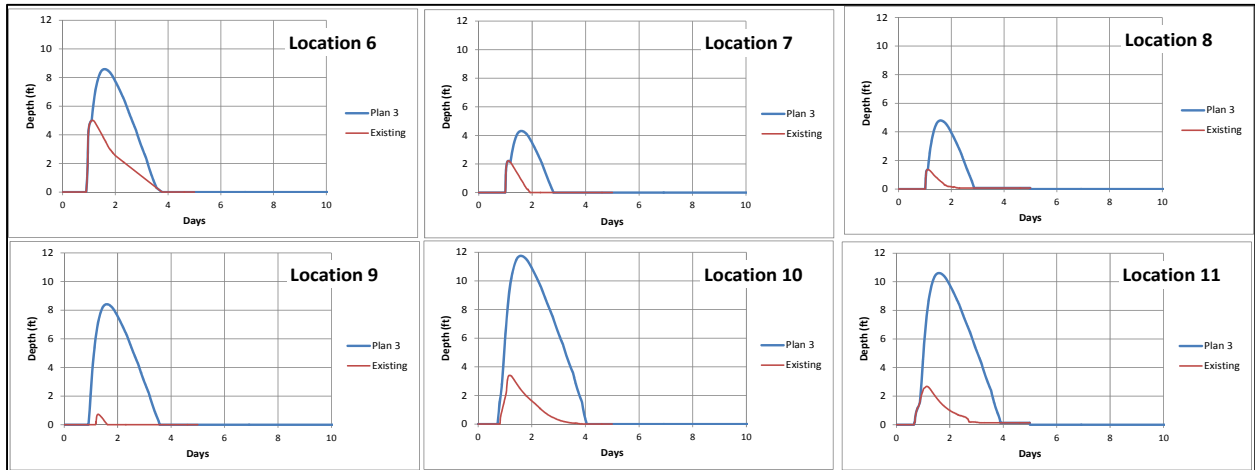 Location 6
Depth (ft)
12
10
8
6
4
2
0
0 2 4 6 8 10
Days
Plan 3
Existing
Location 7
Depth (ft)
12
10
8
6
4
2
0
0 2 4 6 8 10
Days
Plan 3
Existing
Location 8
Depth (ft)
12
10
8
6
4
2
0
0 2 4 6 8 10
Days
Plan 3
Existing
Location 9
Depth (ft)
12
10
8
6
4
2
0
0 2 4 6 8 10
Days
Plan 3
Existing
Location 10
Depth (ft)
12
10
8
6
4
2
0
0 2 4 6 8 10
Days
Plan 3
Existing
Location 11
Depth (ft)
12
10
8
6
4
2
0
0 2 4 6 8 10
Days
Plan 3
Existing